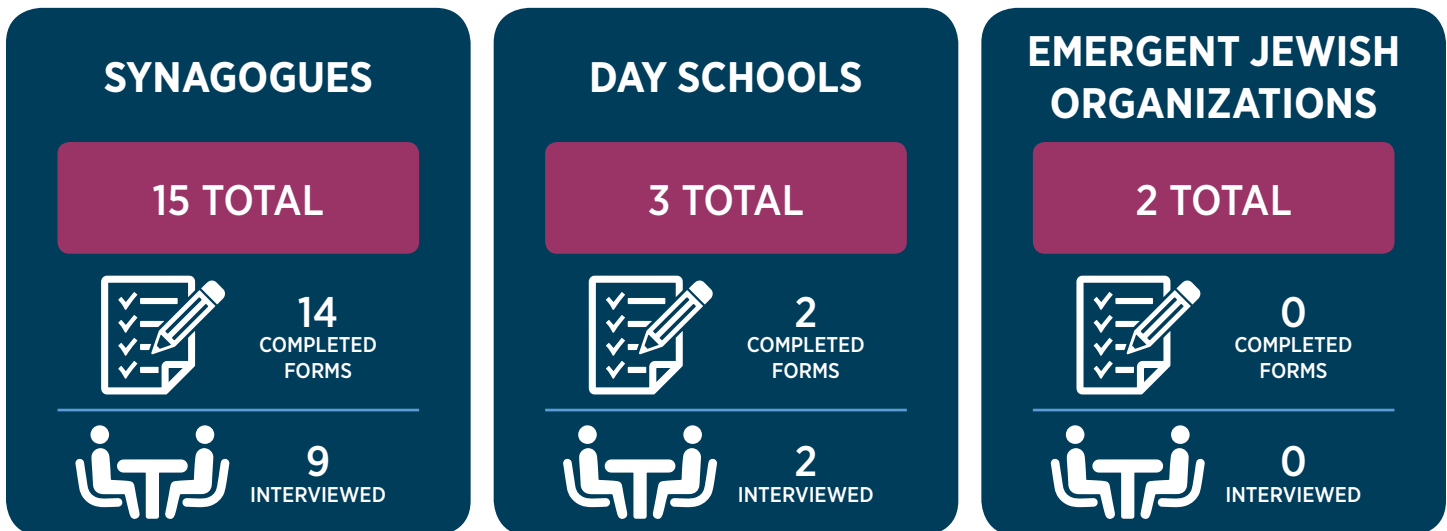 SYNAGOGUES
15 TOTAL
14
COMPLETED
FORMS
9
INTERVIEWED
DAY SCHOOLS
3 TOTAL
2
COMPLETED
FORMS
2
INTERVIEWED
EMERGENT JEWISH
ORGANIZATIONS
2 TOTAL
0
COMPLETED
FORMS
0
INTERVIEWED